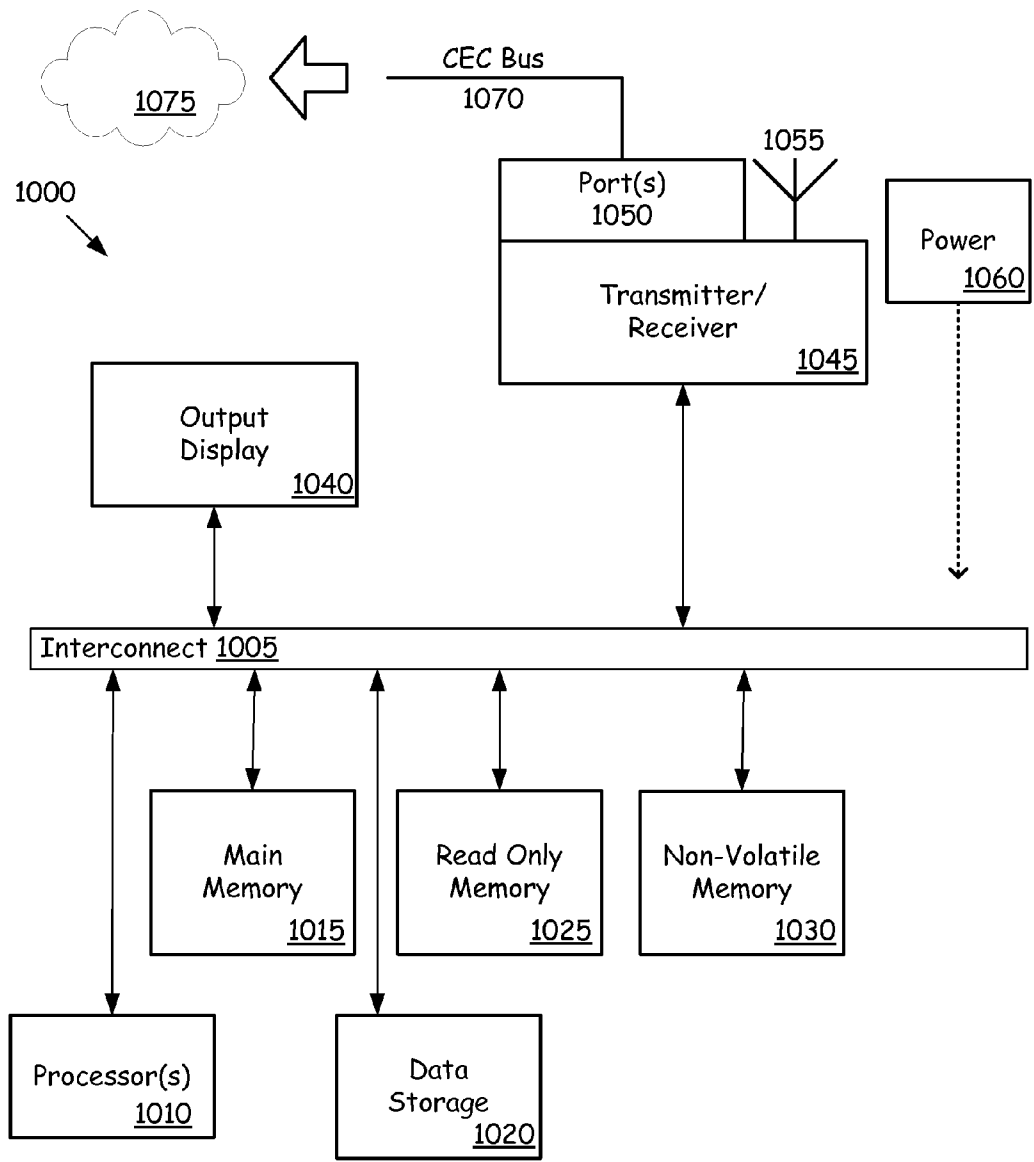 CEC Bus
1070
1075
1055
1000
Port(s)
1050
Power
1060
Transmitter/
Receiver
1045
Output
Display
1040
Interconnect 1005
Main
Memory
1015
Read Only
Memory
1025
Non-Volatile
Memory
1030
Processor(s)
1010
Data
Storage
1020